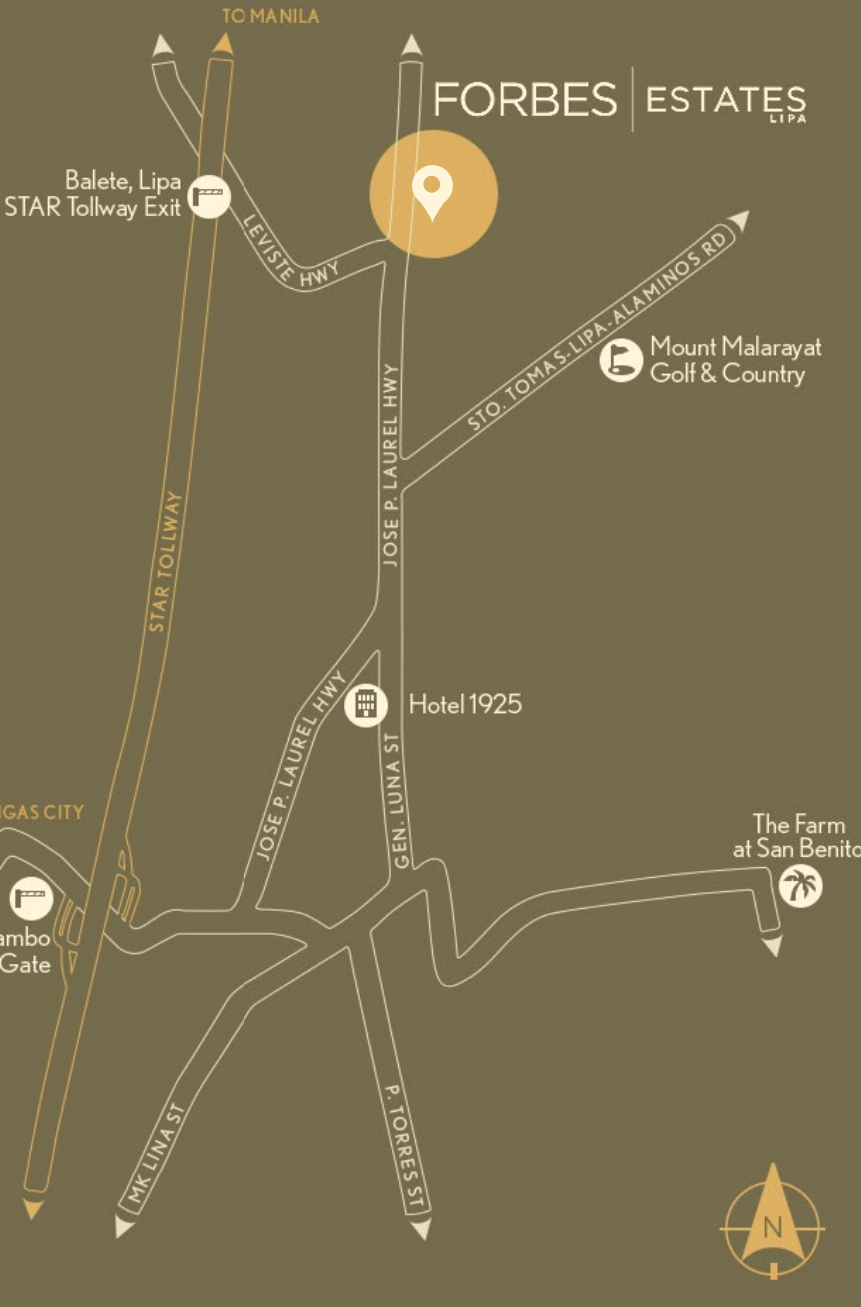 TO MANILA
FORBES | ESTATES
LIPA
Balete, Lipa
STAR Tollway Exit
LEVISTE HWY
STO. TOMAS-LIPA-ALAMINOS RD
Mount Malarayat
Golf & Country
JOSE P. LAUREL HWY
STAR TOLLWAY
Hotel 1925
JOSE P. LAUREL HWY
GEN. LUNA ST
CITY
The Farm
at San Benito
Gate
MK LINA ST
P. TORRES ST
N